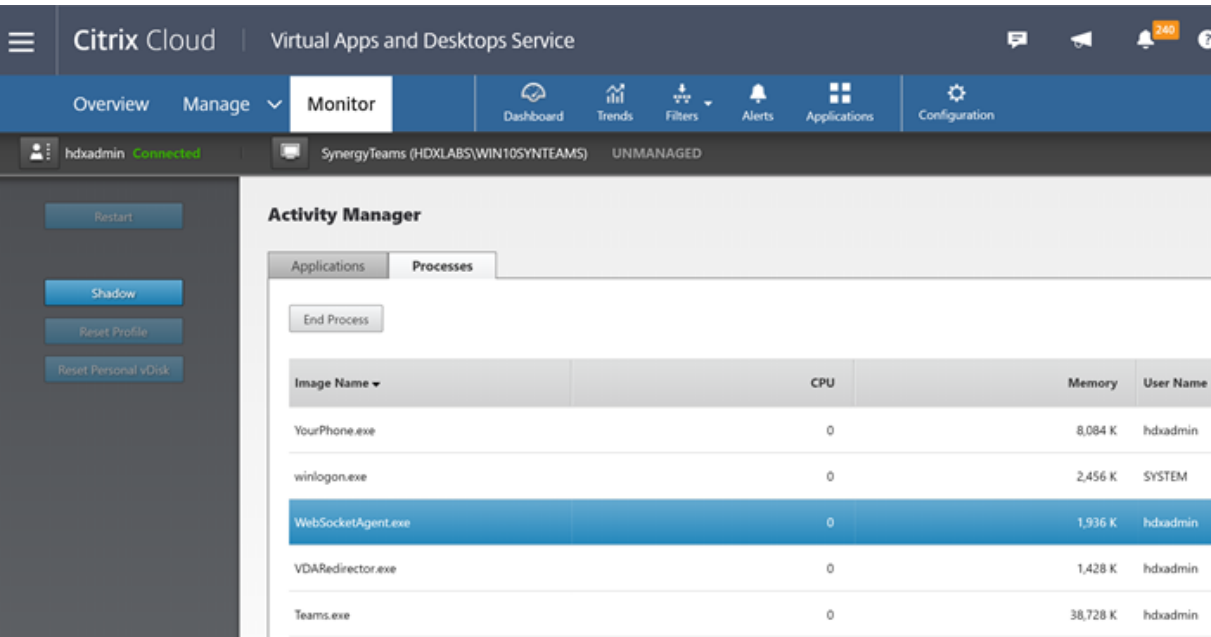 Citrix Cloud Virtual Apps and Desktops Service 240
Overview Manage Monitor Dashboard Trends Filters Alerts Applications Configuration
hdxadmin Connected SynergyTeams (HDXLABS\WIN10SYNTEAMS) UNMANAGED
Restart
Shadow
Reset Profile
Reset Personal vDisk
Activity Manager
Applications Processes
End Process
Image Name CPU Memory User Name
YourPhone.exe 0 8,084 K hdxadmin
winlogon.exe 0 2,456 K SYSTEM
WebSocketAgent.exe 0 1,936 K hdxadmin
VDARedirector.exe 0 1,428 K hdxadmin
Teams.exe 0 38,728 K hdxadmin